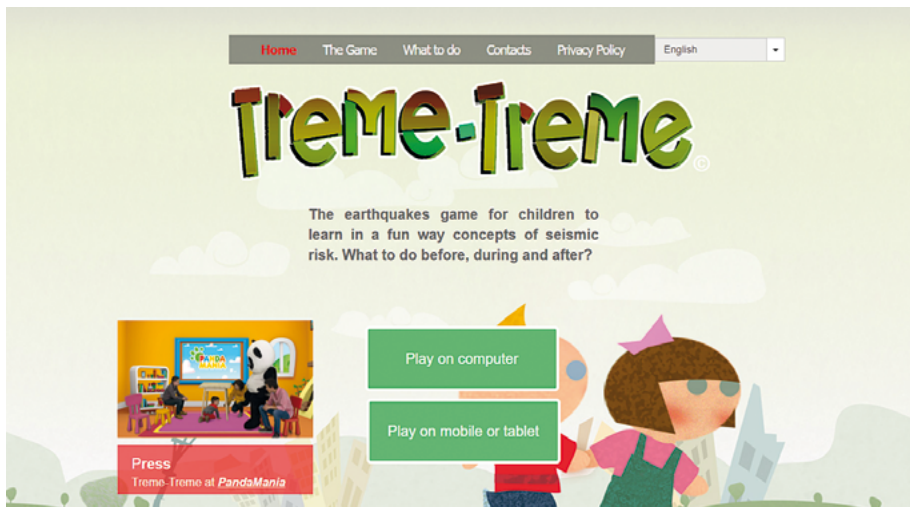 Home The Game What to do Contacts Privacy Policy English
Treme-Treme ©
The earthquakes game for children to
learn in a fun way concepts of seismic
risk. What to do before, during and after?
PANDA
MANIA
Play on computer
Play on mobile or tablet
Press
Treme-Treme at PandaMania